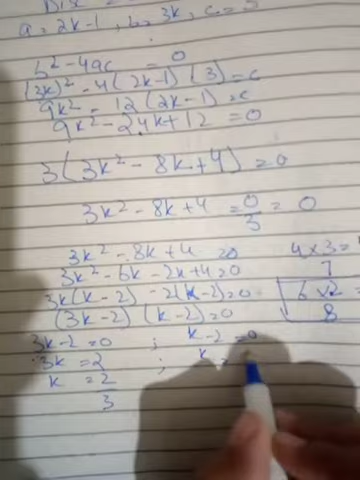 a = 2k-1, b = 3k, c = 3
b² - 4ac = 0
(3k)² - 4(2k-1)(3) = c
9k² - 12(2k-1) = c
9k² - 24k + 12 = 0
3(3k² - 8k + 4) = 0
3k² - 8k + 4 = 0/3 = 0
3k² - 8k + 4 = 0
4 x 3 =
3k² - 6k - 2k + 4 = 0
7
3k(k-2) - 2(k-2) = 0
6 x 2 =
(3k-2) (k-2) = 0
8
3k - 2 = 0 ; k - 2 = 0
3k = 2 ; k =
k = 2/3